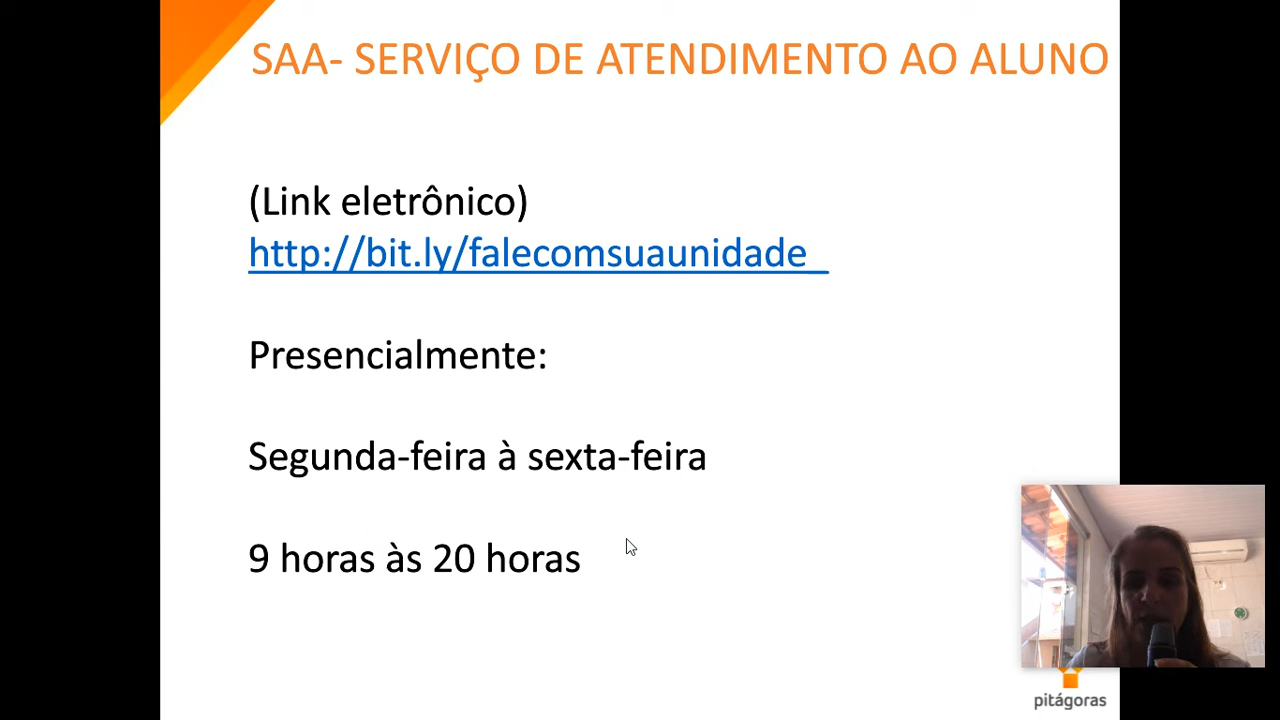 SAA- SERVIÇO DE ATENDIMENTO AO ALUNO
(Link eletrônico)
http://bit.ly/falecomsuaunidade
Presencialmente:
Segunda-feira à sexta-feira
9 horas às 20 horas
pitágoras